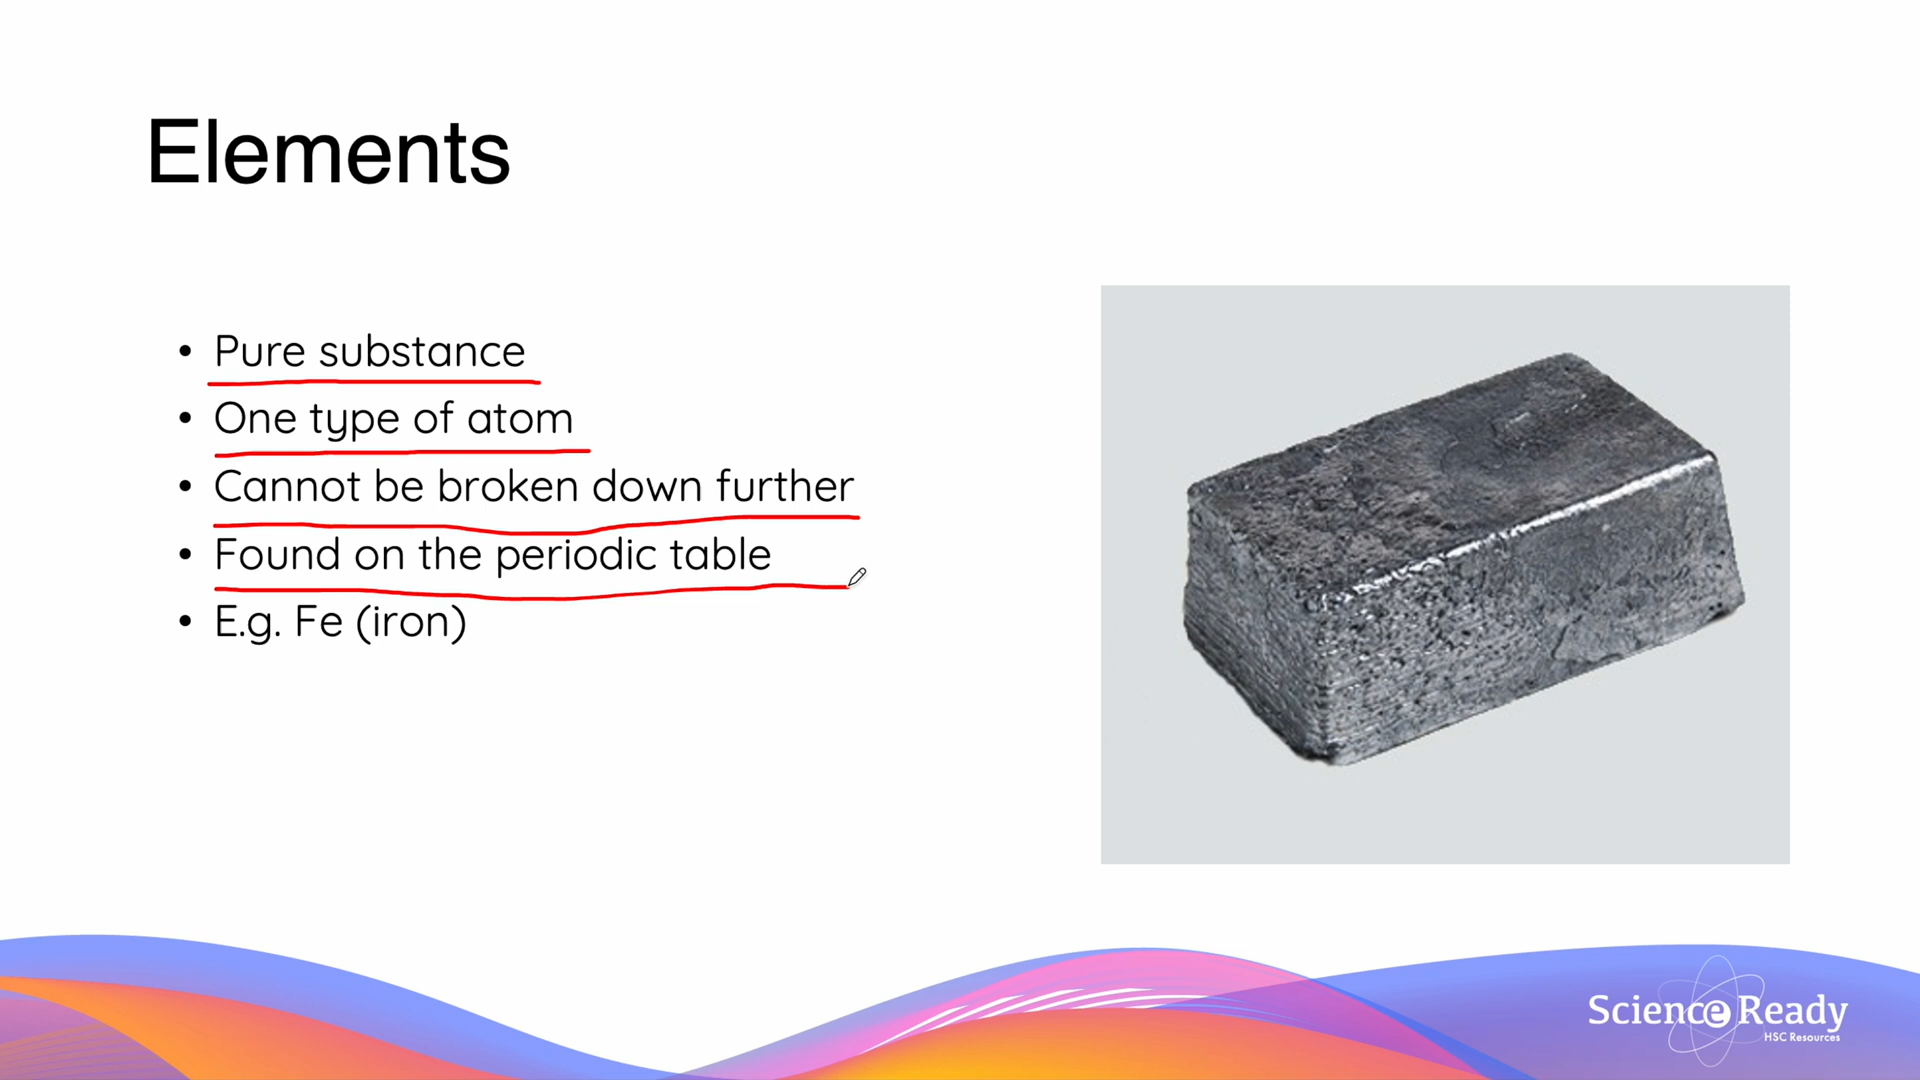 Elements
• Pure substance
• One type of atom
• Cannot be broken down further
• Found on the periodic table
• E.g. Fe (iron)
Science Ready
HSC Resources